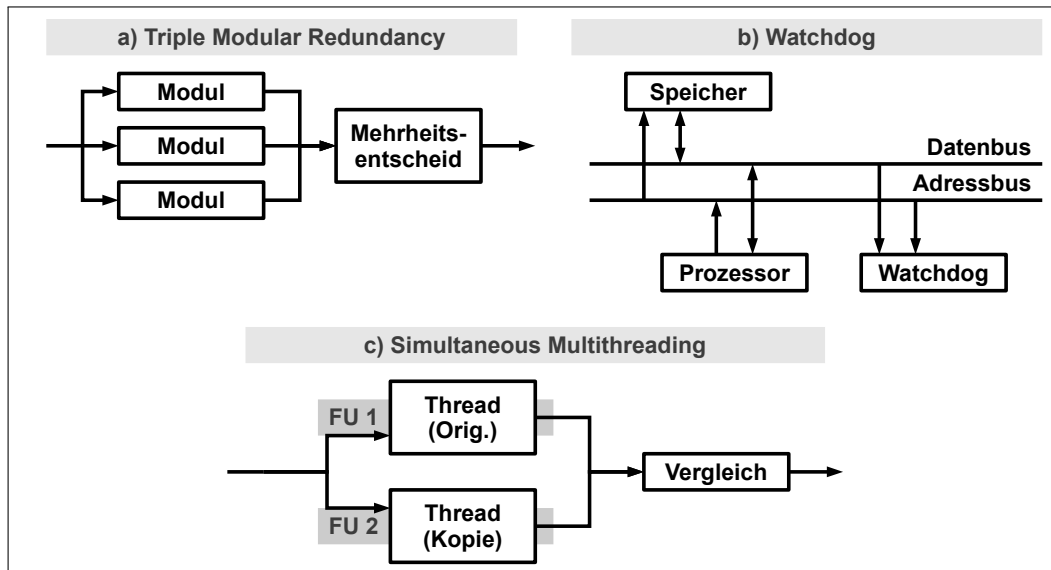 a) Triple Modular Redundancy
Modul
Modul
Modul
Mehrheits-
entscheid
b) Watchdog
Speicher
Datenbus
Adressbus
Prozessor
Watchdog
c) Simultaneous Multithreading
FU 1
Thread
(Orig.)
Vergleich
FU 2
Thread
(Kopie)